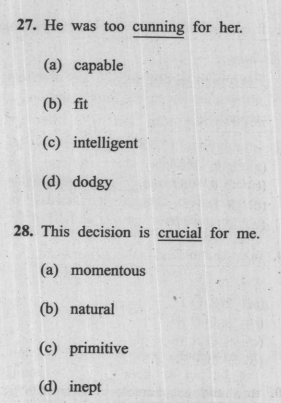 27. He was too cunning for her.
(a) capable
(b) fit
(c) intelligent
(d) dodgy
28. This decision is crucial for me.
(a) momentous
(b) natural
(c) primitive
(d) inept